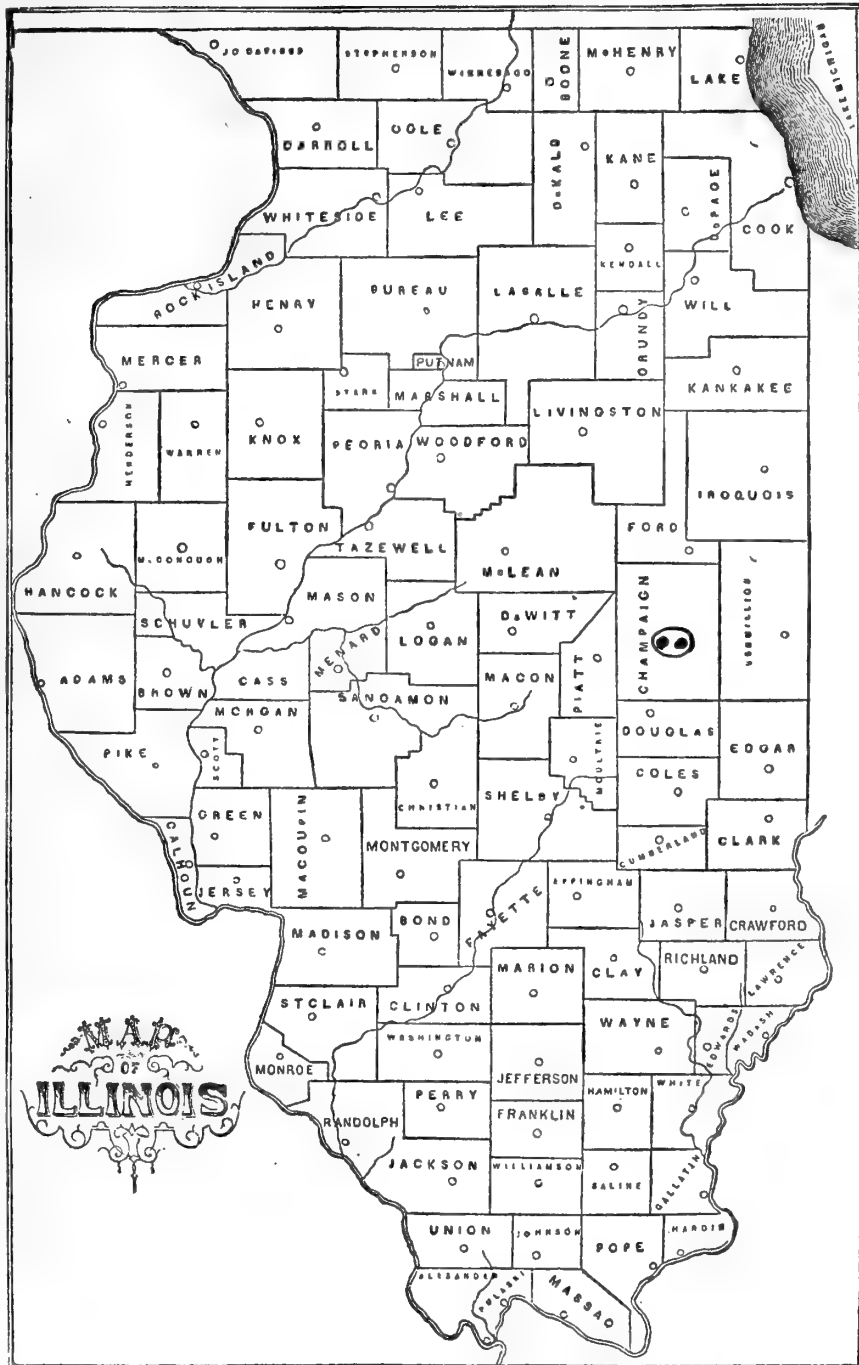 JO DAVIESS
STEPHENSON
WINNEBAGO
BOONE
McHENRY
LAKE
LAKE MICHIGAN
CARROLL
OGLE
DeKALB
KANE
DuPAGE
COOK
WHITESIDE
LEE
KENDALL
ROCK ISLAND
HENRY
BUREAU
LASALLE
GRUNDY
WILL
MERCER
PUTNAM
STARK
MARSHALL
KANKAKEE
HENDERSON
WARREN
KNOX
PEORIA
WOODFORD
LIVINGSTON
IROQUOIS
FULTON
FORD
HANCOCK
McDONOUGH
TAZEWELL
McLEAN
MASON
SCHUYLER
MENARD
LOGAN
DeWITT
CHAMPAIGN
VERMILLION
ADAMS
BROWN
CASS
SANGAMON
MACON
PIATT
MORGAN
DOUGLAS
EDGAR
PIKE
SCOTT
MOULTRIE
COLES
CHRISTIAN
SHELBY
GREEN
MACOUPIN
CALHOUN
MONTGOMERY
CUMBERLAND
CLARK
JERSEY
FAYETTE
EFFINGHAM
BOND
JASPER
CRAWFORD
MADISON
MARION
CLAY
RICHLAND
LAWRENCE
ST CLAIR
CLINTON
WAYNE
EDWARDS
WABASH
MAP
OF
ILLINOIS
WASHINGTON
MONROE
JEFFERSON
PERRY
HAMILTON
WHITE
RANDOLPH
FRANKLIN
JACKSON
WILLIAMSON
SALINE
GALLATIN
UNION
JOHNSON
POPE
HARDIN
ALEXANDER
PULASKI
MASSAC